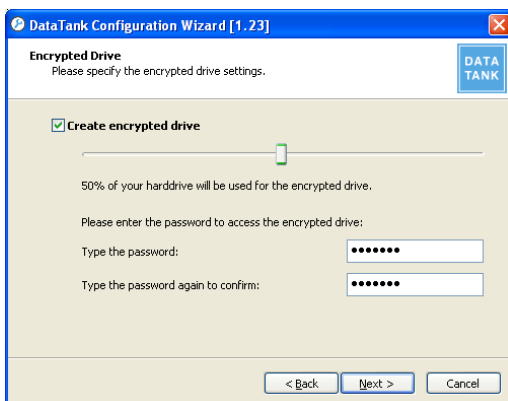 DataTank Configuration Wizard [1.23]
Encrypted Drive
Please specify the encrypted drive settings.
DATA
TANK
Create encrypted drive
50% of your harddrive will be used for the encrypted drive.
Please enter the password to access the encrypted drive:
Type the password: •••••••
Type the password again to confirm: •••••••
< Back Next > Cancel